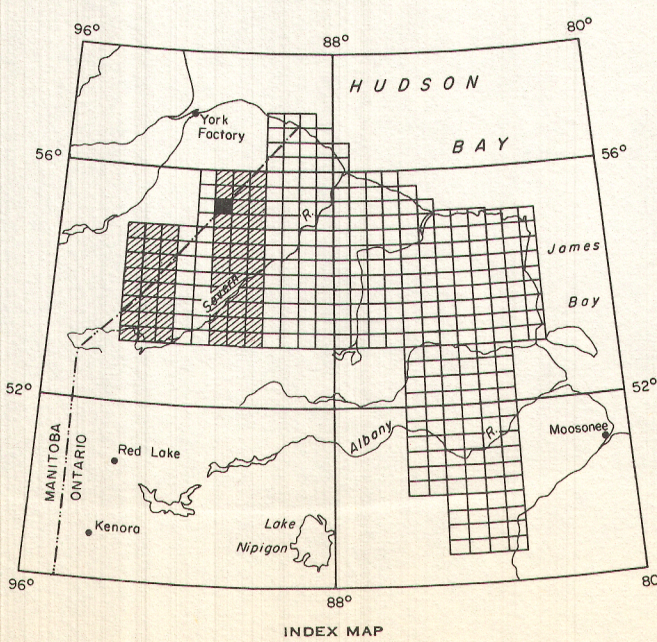 96°
88°
80°
HUDSON
BAY
York
Factory
56°
56°
R.
Severn
James
Bay
52°
52°
MANITOBA
ONTARIO
Red Lake
Albany
R.
Moosonee
Kenora
Lake
Nipigon
96°
88°
80
INDEX MAP